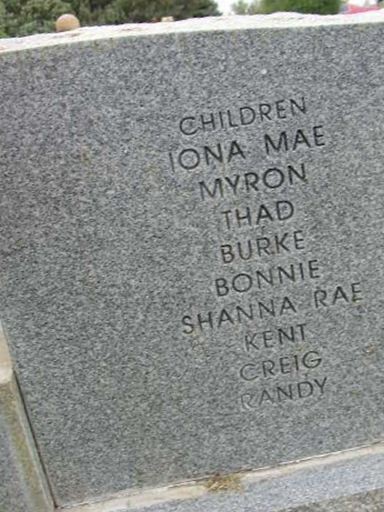 CHILDREN
IONA MAE
MYRON
THAD
BURKE
BONNIE
SHANNA RAE
KENT
CREIG
RANDY